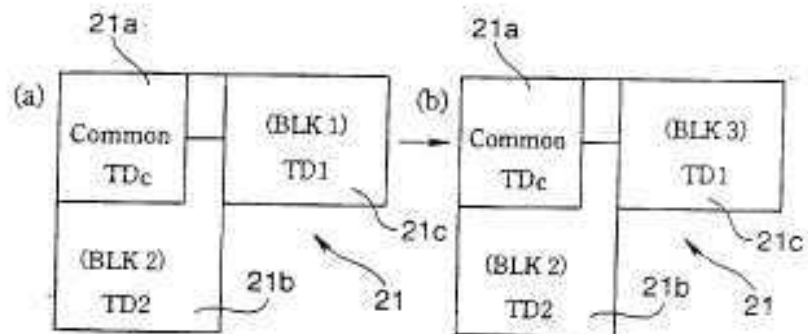 21a
(a)
Common
TDc
(BLK 1)
TD1
21c
(BLK 2)
TD2
21b
21
21a
(b)
Common
TDc
(BLK 3)
TD1
21c
(BLK 2)
TD2
21b
21